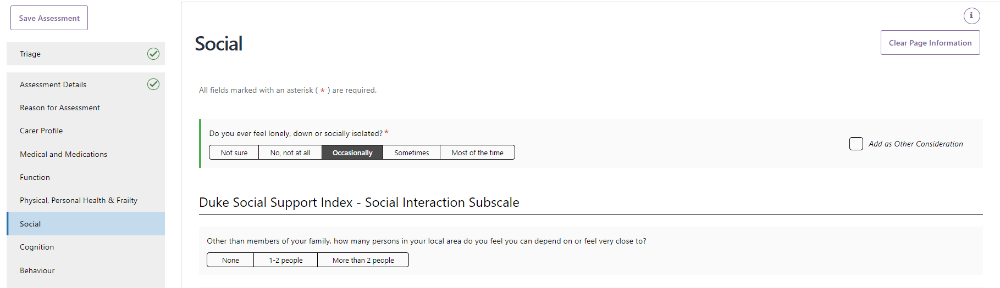 Save Assessment
Triage
Assessment Details
Reason for Assessment
Carer Profile
Medical and Medications
Function
Physical, Personal Health & Frailty
Social
Cognition
Behaviour
i
Social
Clear Page Information
All fields marked with an asterisk ( * ) are required.
Do you ever feel lonely, down or socially isolated? *
Not sure No, not at all Occasionally Sometimes Most of the time
Add as Other Consideration
Duke Social Support Index - Social Interaction Subscale
Other than members of your family, how many persons in your local area do you feel you can depend on or feel very close to?
None 1-2 people More than 2 people